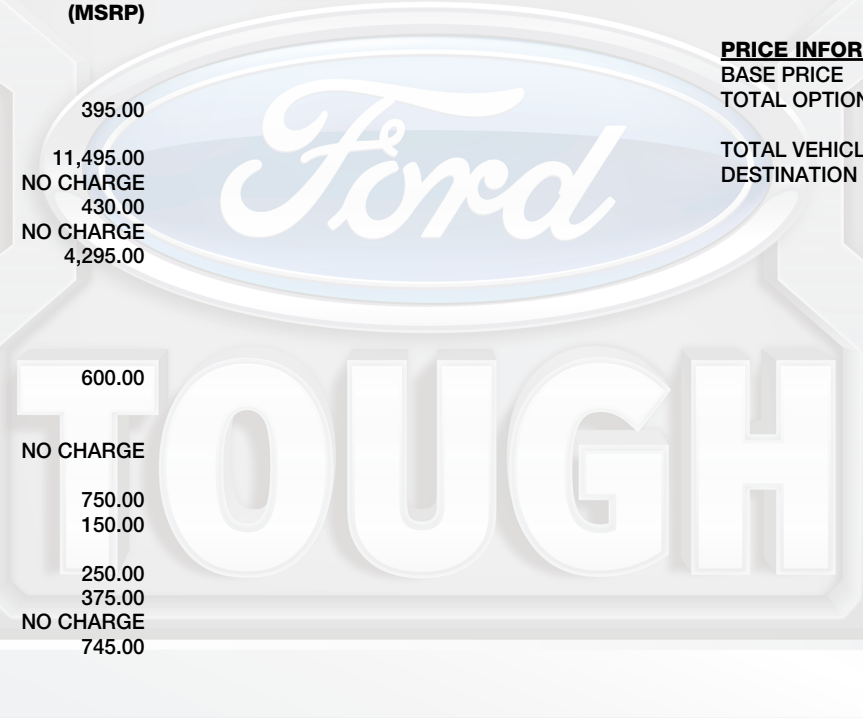 (MSRP)
395.00
11,495.00
NO CHARGE
430.00
NO CHARGE
4,295.00
600.00
NO CHARGE
750.00
150.00
250.00
375.00
NO CHARGE
745.00
PRICE INFOR
BASE PRICE
TOTAL OPTION
TOTAL VEHICL
DESTINATION
Ford
TOUGH